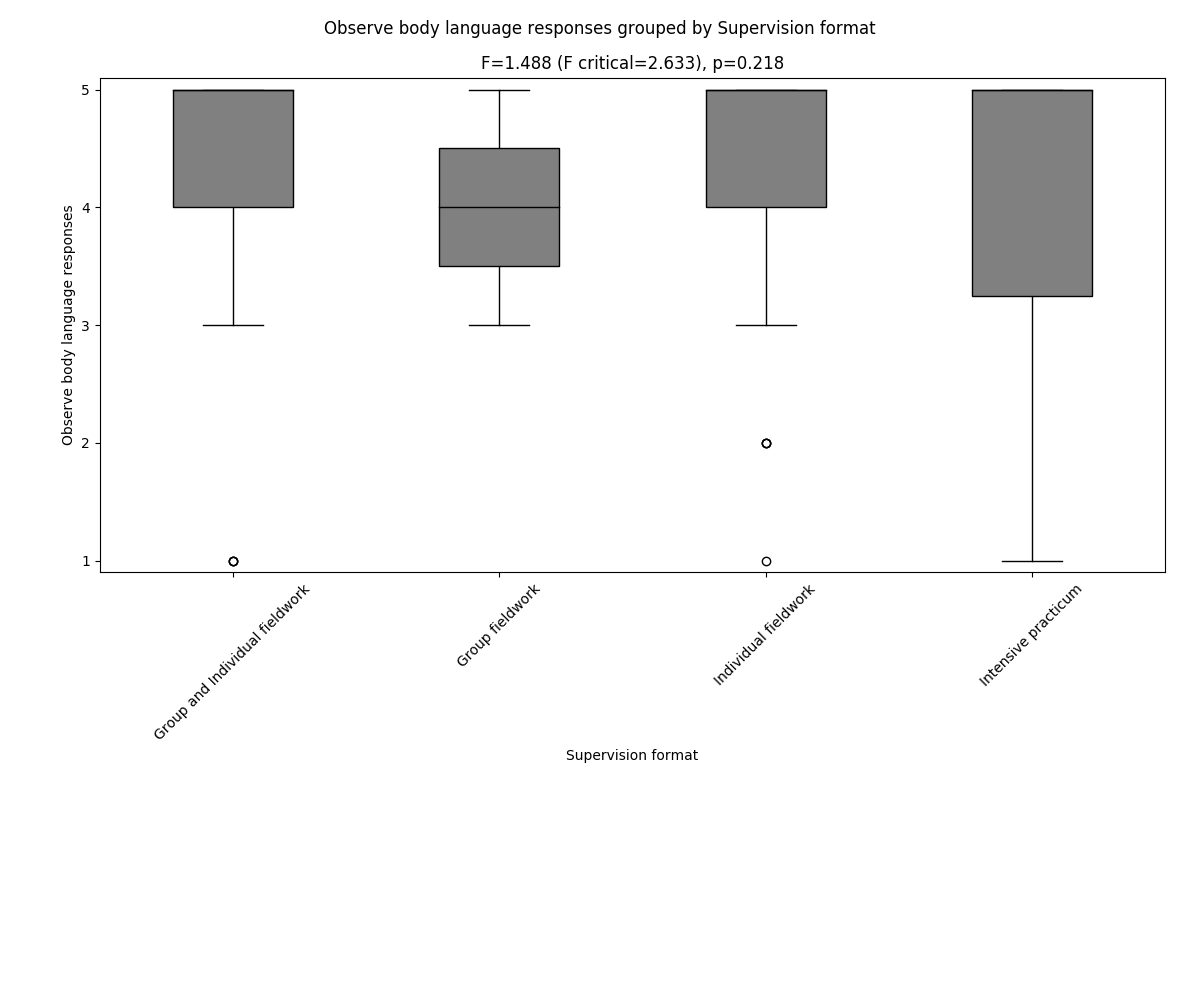 Observe body language responses grouped by Supervision format
F=1.488 (F critical=2.633), p=0.218
Observe body language responses
5
4
3
2
1
Group and Individual fieldwork
Group fieldwork
Individual fieldwork
Intensive practicum
Supervision format